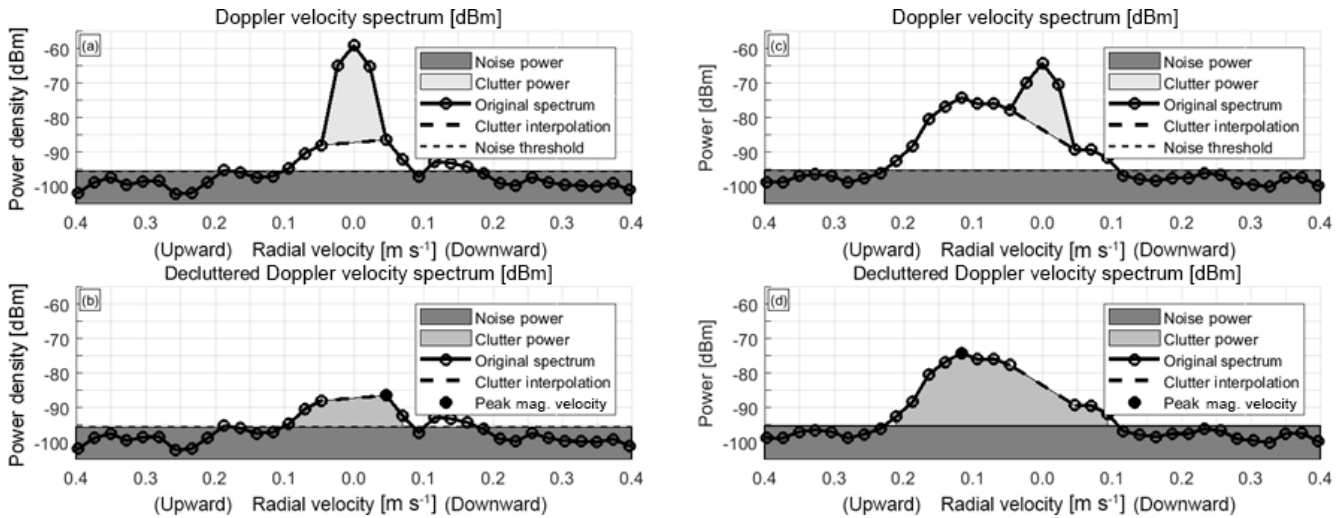 Doppler velocity spectrum [dBm]
(a)
Power density [dBm]
-60
-70
-80
-90
-100
Noise power
Clutter power
Original spectrum
Clutter interpolation
Noise threshold
0.4 0.3 0.2 0.1 0.0 0.1 0.2 0.3 0.4
(Upward) Radial velocity [m s⁻¹] (Downward)
Doppler velocity spectrum [dBm]
(c)
Power [dBm]
-60
-70
-80
-90
-100
Noise power
Clutter power
Original spectrum
Clutter interpolation
Noise threshold
0.4 0.3 0.2 0.1 0.0 0.1 0.2 0.3 0.4
(Upward) Radial velocity [m s⁻¹] (Downward)
Decluttered Doppler velocity spectrum [dBm]
(b)
Power density [dBm]
-60
-70
-80
-90
-100
Noise power
Clutter power
Original spectrum
Clutter interpolation
Peak mag. velocity
0.4 0.3 0.2 0.1 0.0 0.1 0.2 0.3 0.4
(Upward) Radial velocity [m s⁻¹] (Downward)
Decluttered Doppler velocity spectrum [dBm]
(d)
Power [dBm]
-60
-70
-80
-90
-100
Noise power
Clutter power
Original spectrum
Clutter interpolation
Peak mag. velocity
0.4 0.3 0.2 0.1 0.0 0.1 0.2 0.3 0.4
(Upward) Radial velocity [m s⁻¹] (Downward)